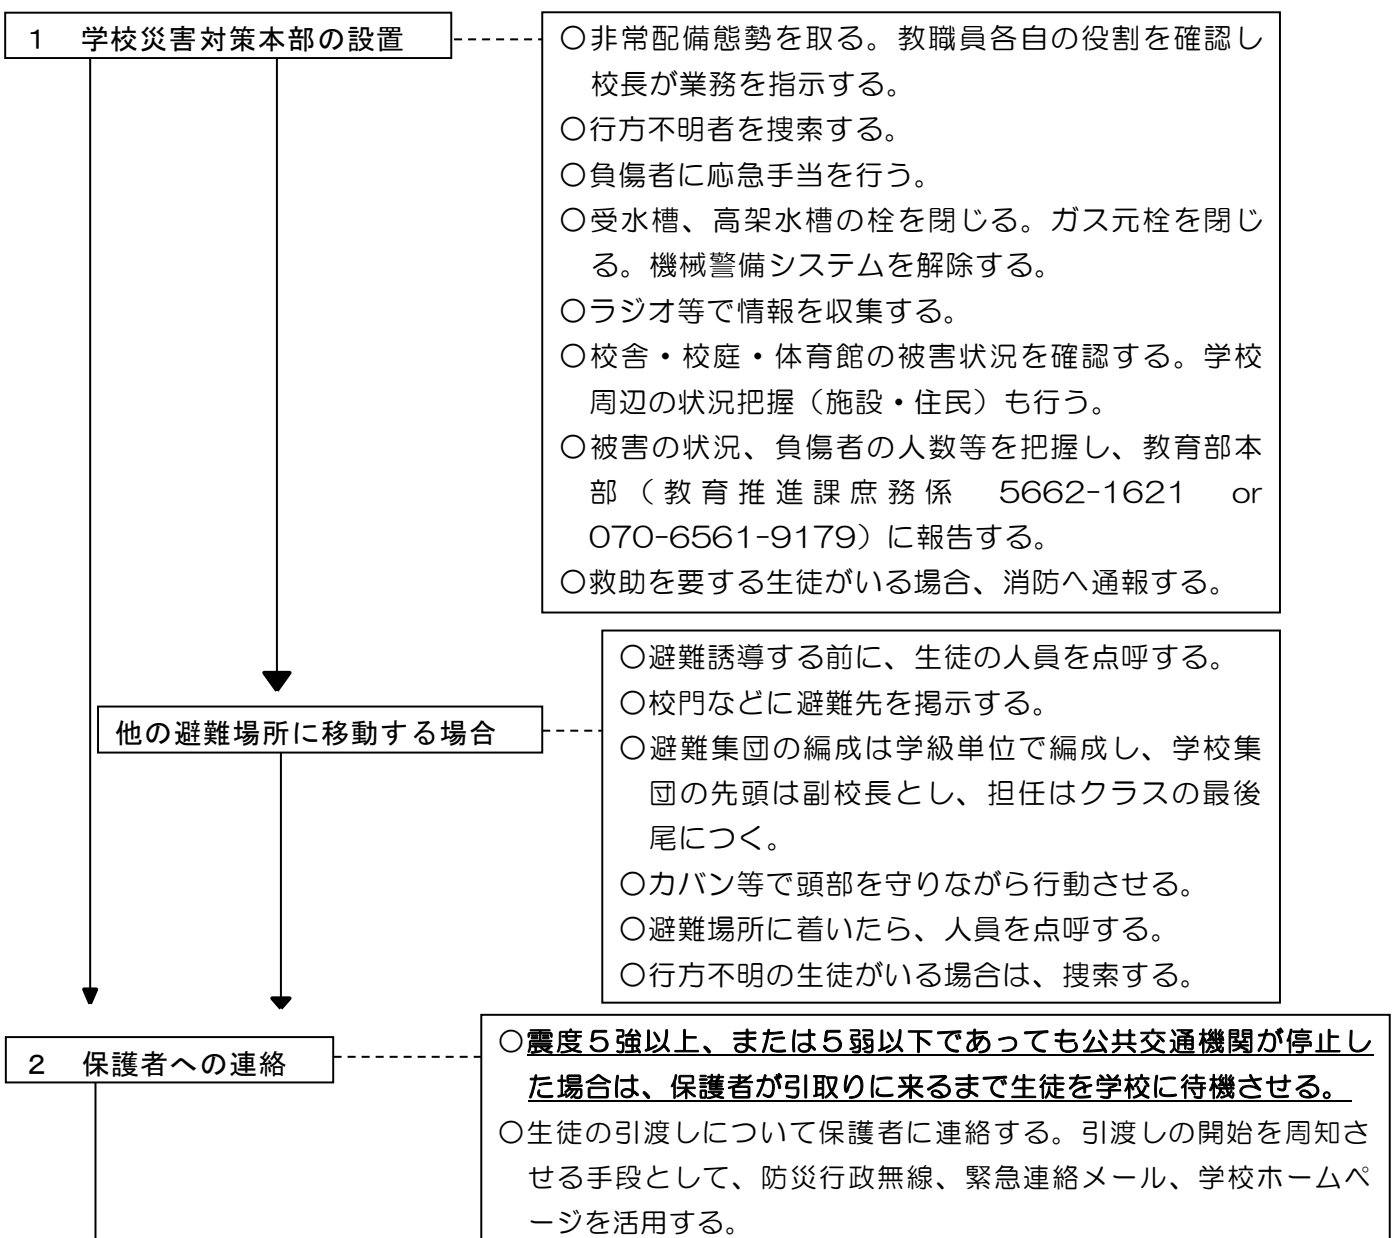 １　学校災害対策本部の設置
○非常配備態勢を取る。教職員各自の役割を確認し
校長が業務を指示する。
○行方不明者を捜索する。
○負傷者に応急手当を行う。
○受水槽、高架水槽の栓を閉じる。ガス元栓を閉じ
る。機械警備システムを解除する。
○ラジオ等で情報を収集する。
○校舎・校庭・体育館の被害状況を確認する。学校
周辺の状況把握（施設・住民）も行う。
○被害の状況、負傷者の人数等を把握し、教育部本
部（教育推進課庶務係　5662-1621　or
070-6561-9179）に報告する。
○救助を要する生徒がいる場合、消防へ通報する。
他の避難場所に移動する場合
○避難誘導する前に、生徒の人員を点呼する。
○校門などに避難先を掲示する。
○避難集団の編成は学級単位で編成し、学校集
団の先頭は副校長とし、担任はクラスの最後
尾につく。
○カバン等で頭部を守りながら行動させる。
○避難場所に着いたら、人員を点呼する。
○行方不明の生徒がいる場合は、捜索する。
２　保護者への連絡
○震度５強以上、または５弱以下であっても公共交通機関が停止し
た場合は、保護者が引取りに来るまで生徒を学校に待機させる。
○生徒の引渡しについて保護者に連絡する。引渡しの開始を周知さ
せる手段として、防災行政無線、緊急連絡メール、学校ホームペ
ージを活用する。